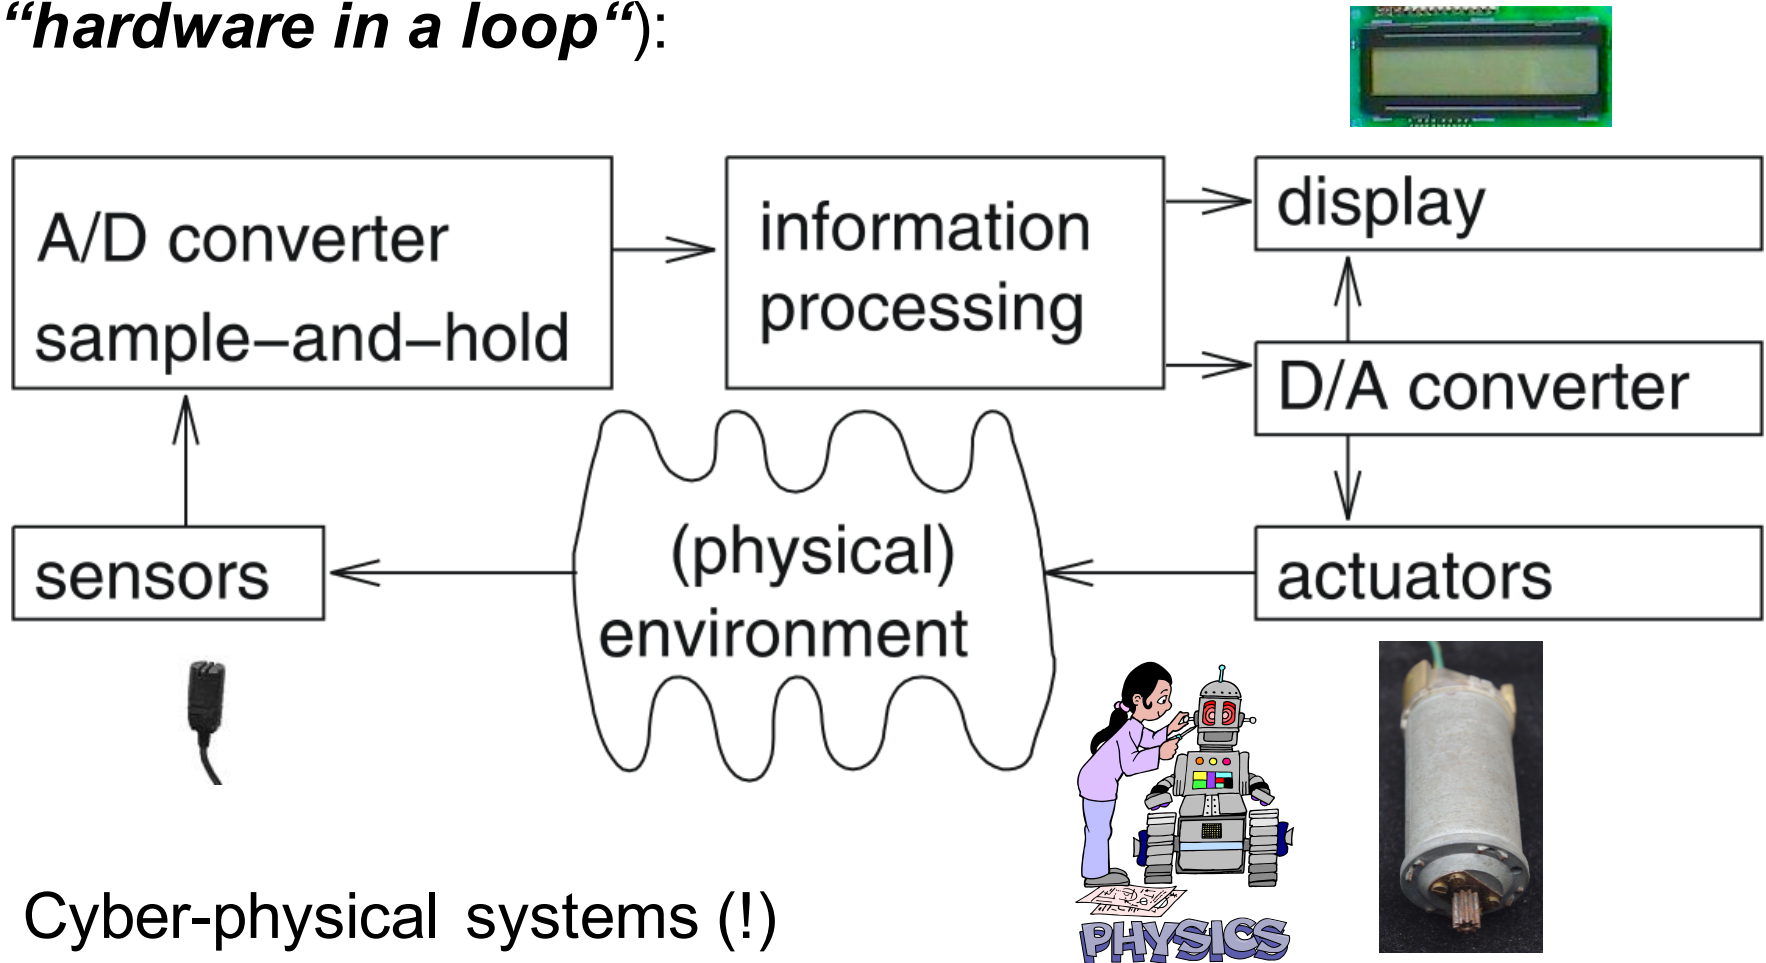 “hardware in a loop“):
A/D converter
sample–and–hold
information
processing
display
D/A converter
sensors
(physical)
environment
actuators
PHYSICS
Cyber-physical systems (!)